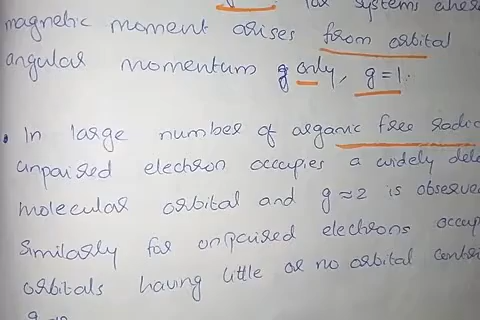 for systems where
magnetic moment arises from orbital
angular momentum g only, g = 1.
. In large number of organic free radic
unpaired electron occupies a widely dele
molecular orbital and g ≈ 2 is observe
Similarly for unpaired electrons occup
orbitals having little or no orbital contri
g